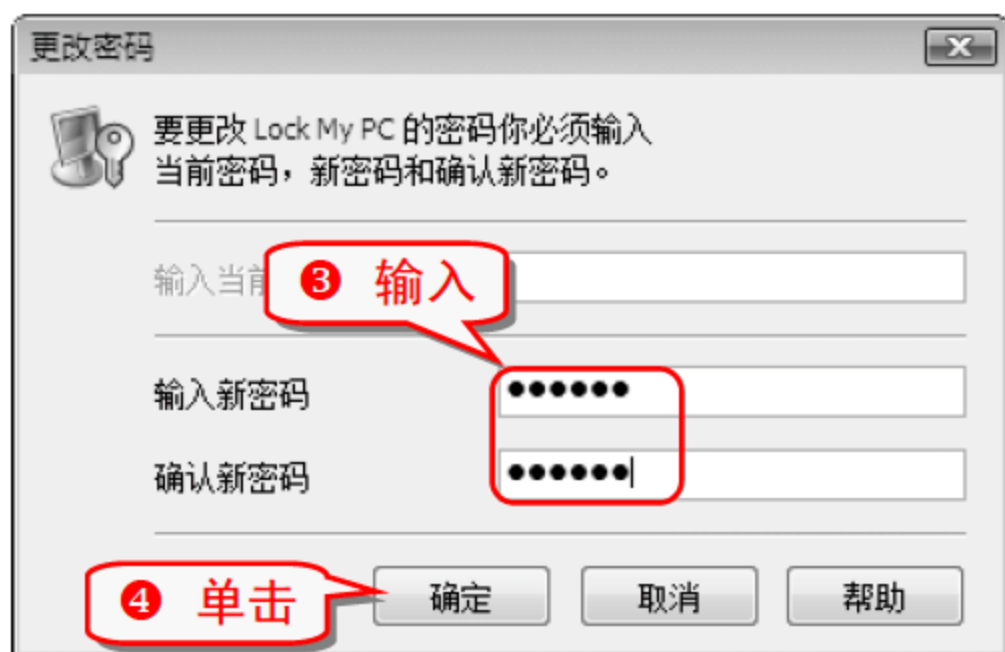 更改密码
要更改 Lock My PC 的密码你必须输入
当前密码，新密码和确认新密码。
输入当前
❸ 输入
输入新密码 ●●●●●●
确认新密码 ●●●●●●
❹ 单击
确定 取消 帮助